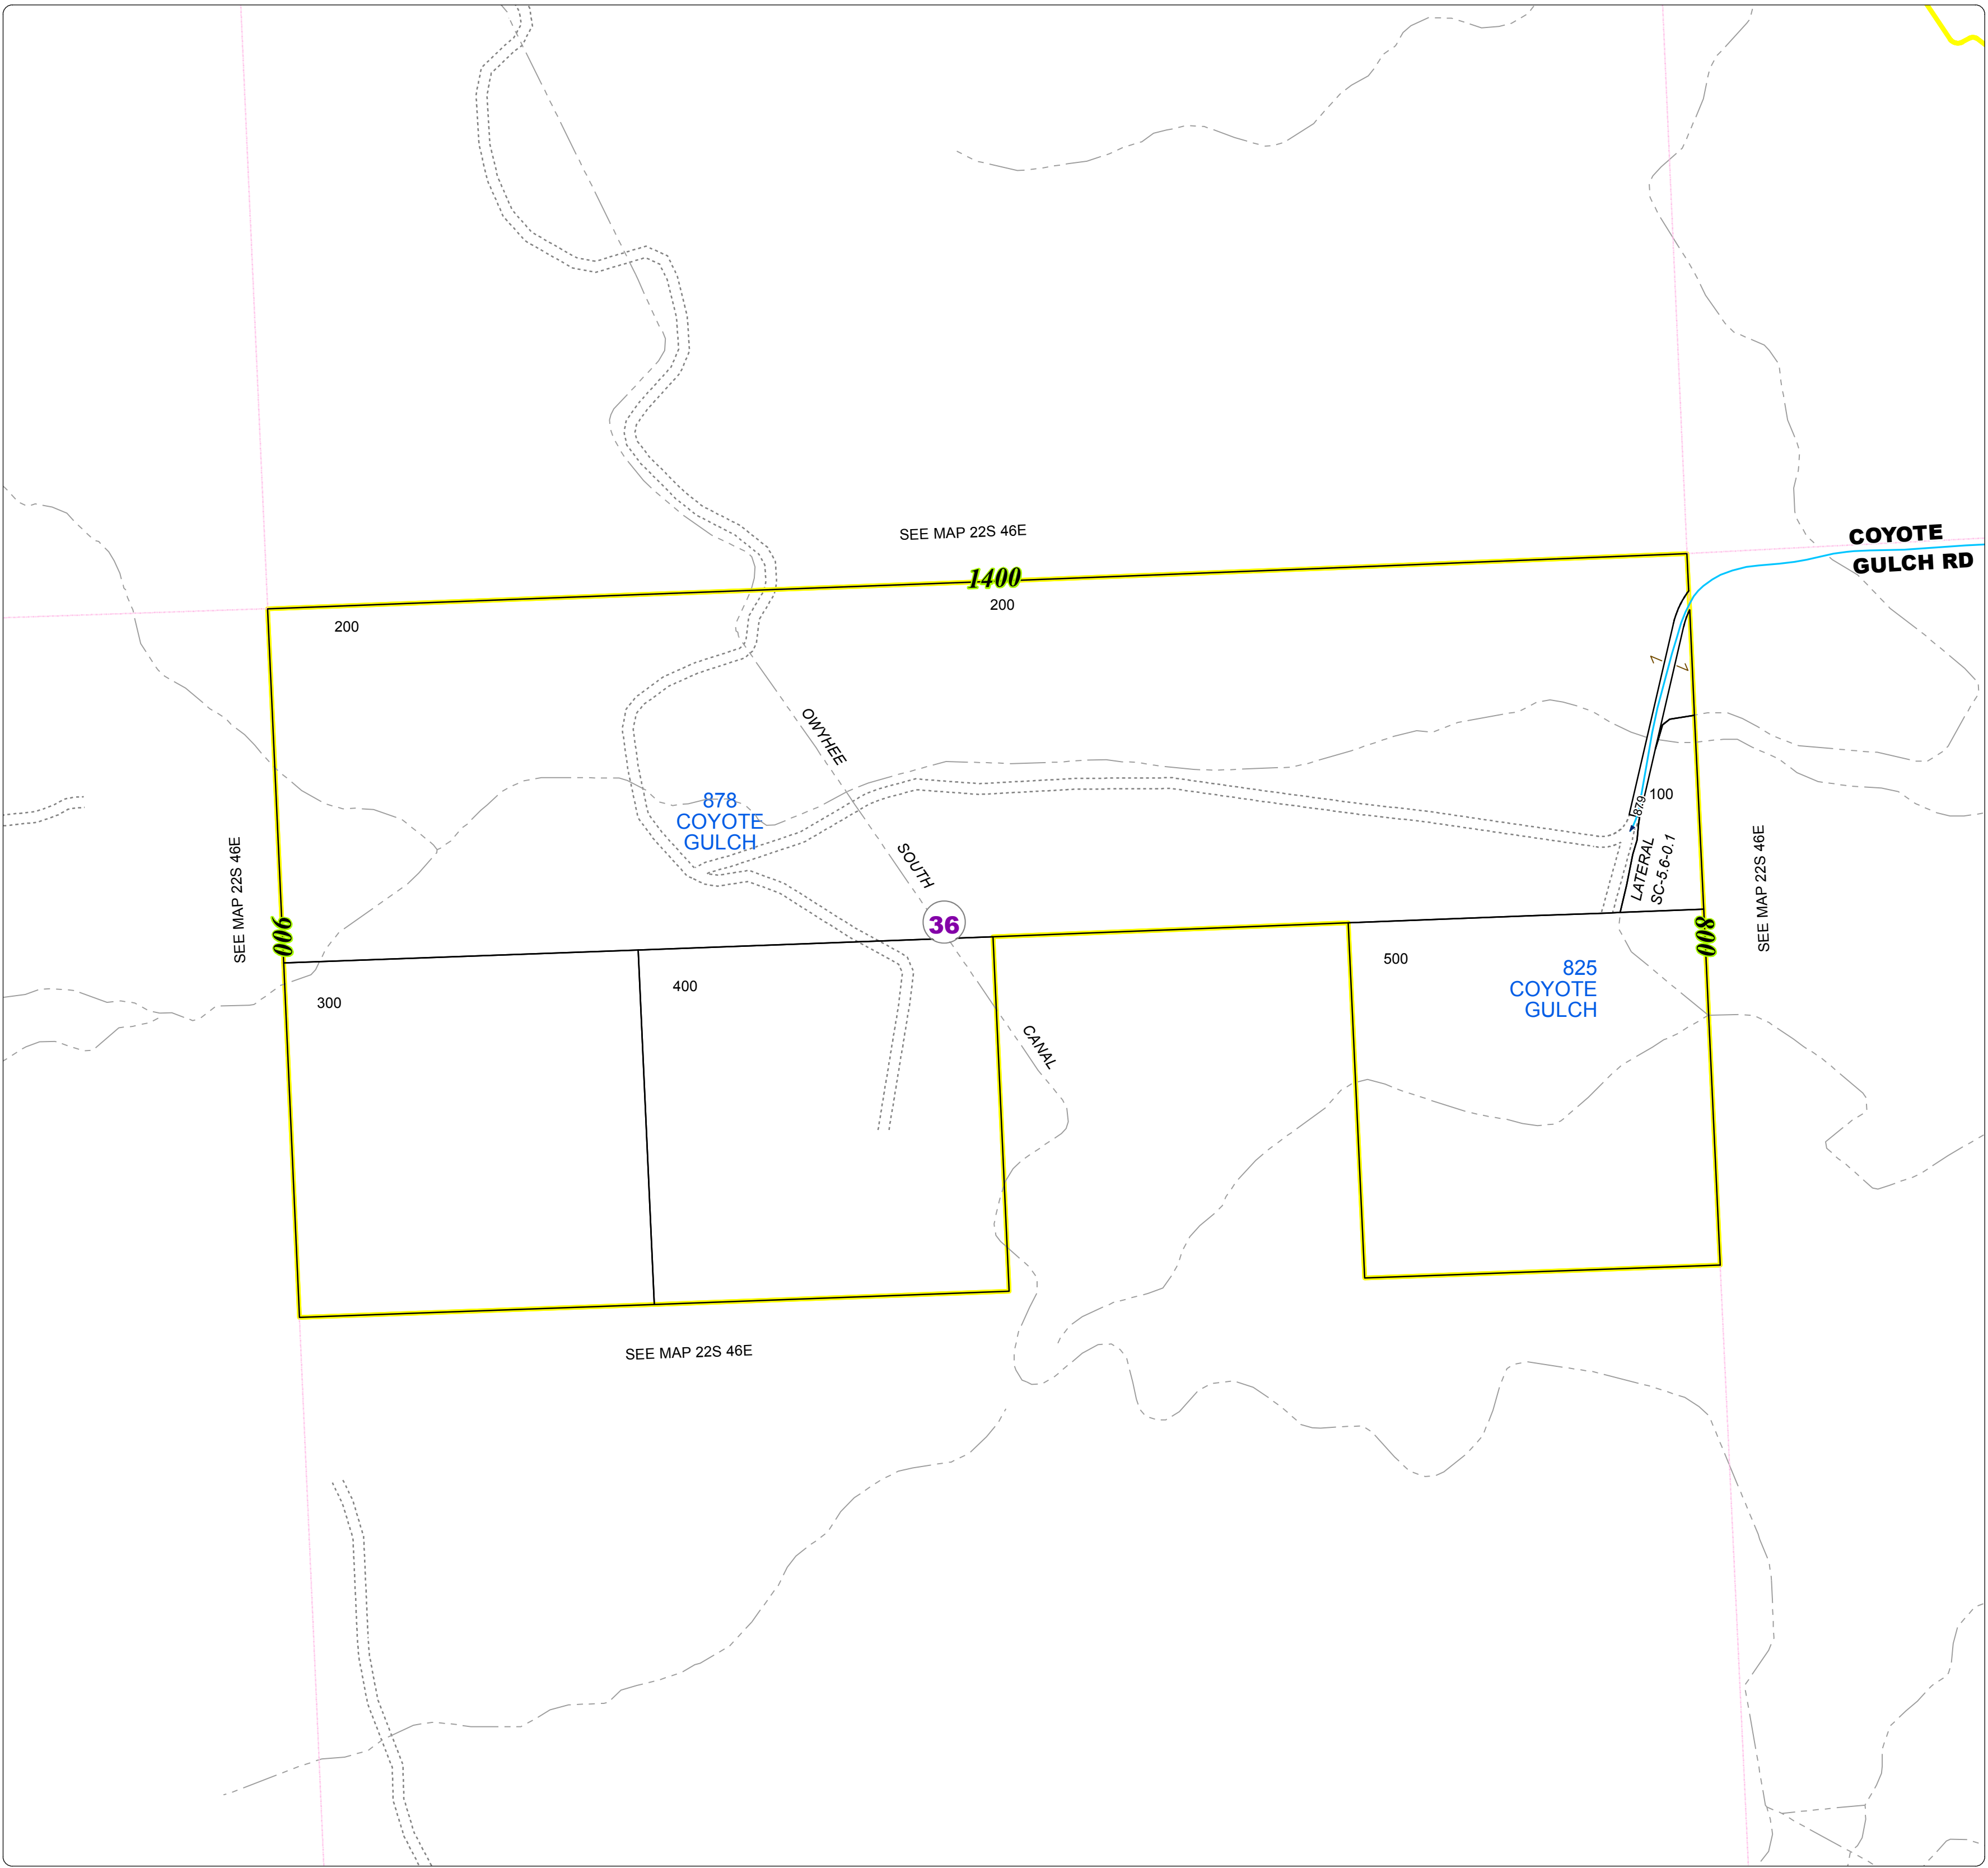 COYOTE
GULCH RD
SEE MAP 22S 46E
1400
200
200
OWYHEE
878
COYOTE
GULCH
879
100
LATERAL
SC-5.6-0.1
SEE MAP 22S 46E
SEE MAP 22S 46E
SOUTH
900
36
800
500
825
COYOTE
GULCH
400
300
CANAL
SEE MAP 22S 46E